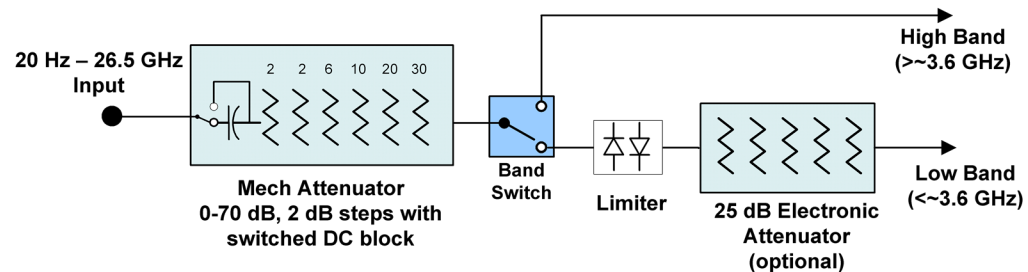 20 Hz – 26.5 GHz
Input
2 2 6 10 20 30
Mech Attenuator
0-70 dB, 2 dB steps with
switched DC block
Band
Switch
Limiter
25 dB Electronic
Attenuator
(optional)
High Band
(>~3.6 GHz)
Low Band
(<~3.6 GHz)